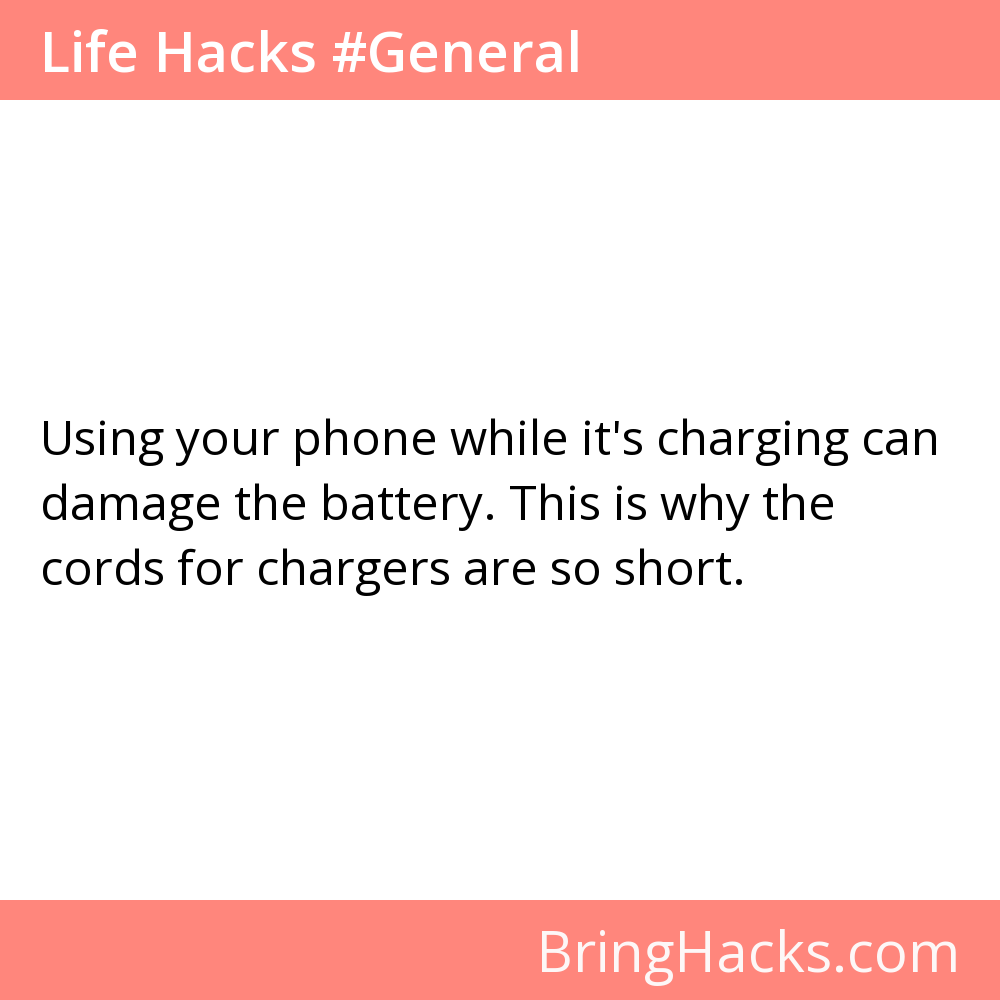 Life Hacks #General
Using your phone while it's charging can
damage the battery. This is why the
cords for chargers are so short.
BringHacks.com